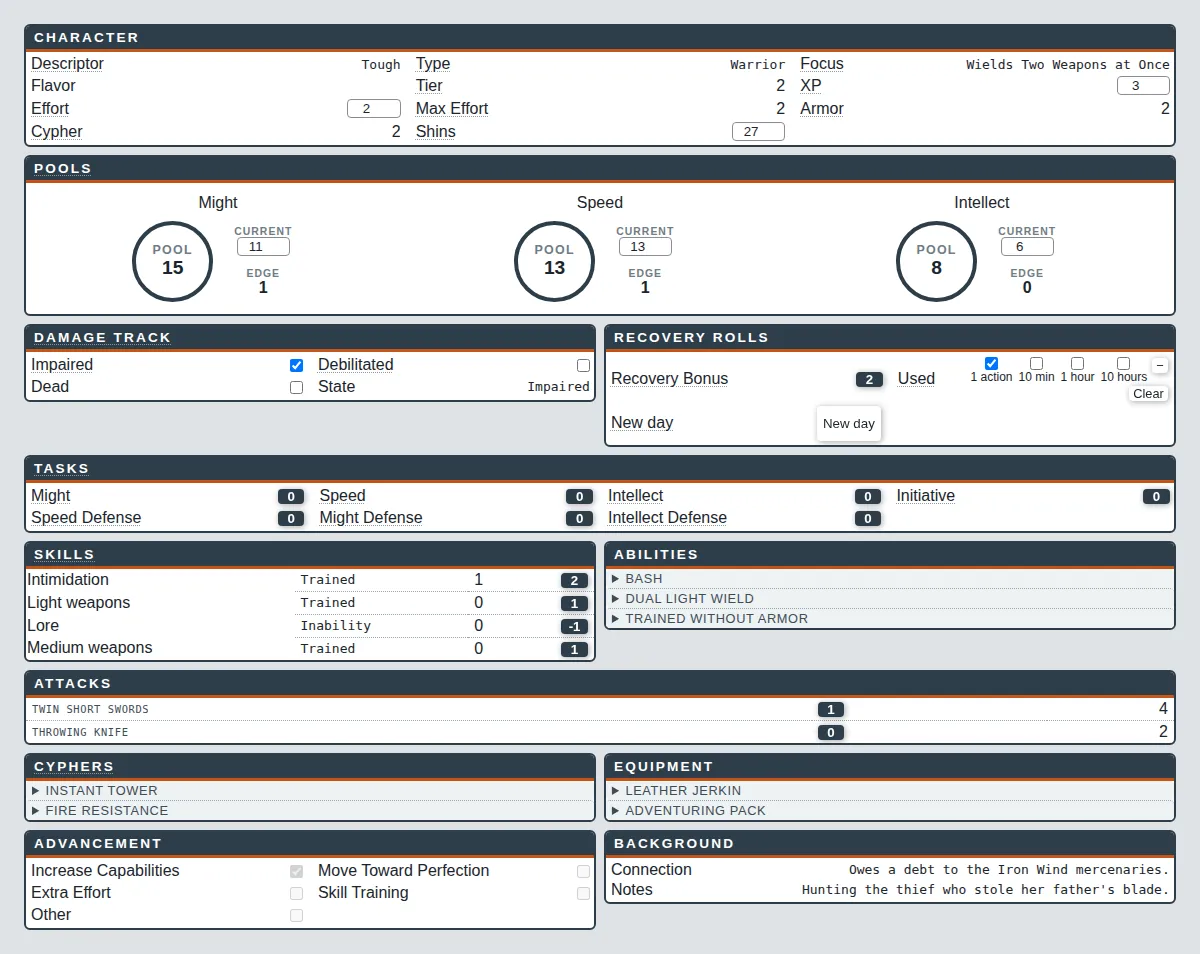 CHARACTER
Descriptor Tough Type Warrior Focus Wields Two Weapons at Once
Flavor Tier 2 XP 3
Effort 2 Max Effort 2 Armor 2
Cypher 2 Shins 27
POOLS
Might Speed Intellect
POOL 15 CURRENT 11 EDGE 1
POOL 13 CURRENT 13 EDGE 1
POOL 8 CURRENT 6 EDGE 0
DAMAGE TRACK
Impaired Debilitated
Dead State Impaired
RECOVERY ROLLS
Recovery Bonus 2 Used 1 action 10 min 1 hour 10 hours −
Clear
New day New day
TASKS
Might 0 Speed 0 Intellect 0 Initiative 0
Speed Defense 0 Might Defense 0 Intellect Defense 0
SKILLS
Intimidation Trained 1 2
Light weapons Trained 0 1
Lore Inability 0 -1
Medium weapons Trained 0 1
ABILITIES
BASH
DUAL LIGHT WIELD
TRAINED WITHOUT ARMOR
ATTACKS
TWIN SHORT SWORDS 1 4
THROWING KNIFE 0 2
CYPHERS
INSTANT TOWER
FIRE RESISTANCE
EQUIPMENT
LEATHER JERKIN
ADVENTURING PACK
ADVANCEMENT
Increase Capabilities Move Toward Perfection
Extra Effort Skill Training
Other
BACKGROUND
Connection Owes a debt to the Iron Wind mercenaries.
Notes Hunting the thief who stole her father's blade.